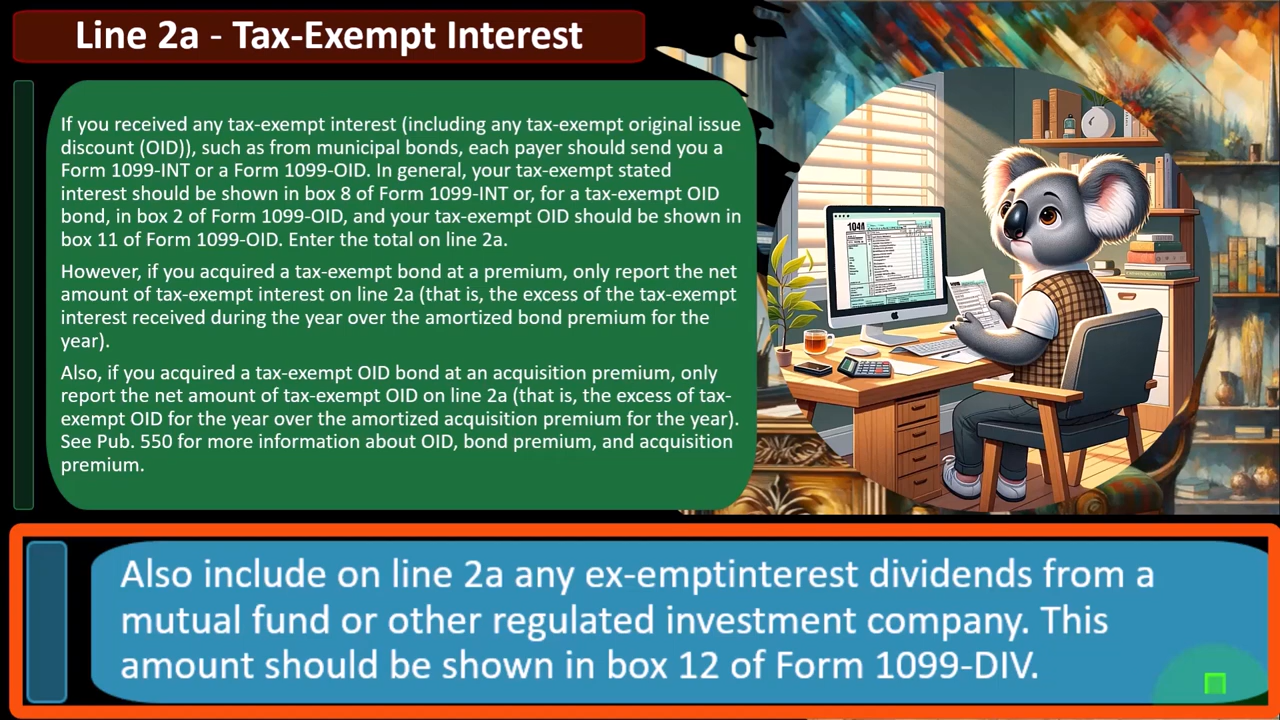 Line 2a - Tax-Exempt Interest
If you received any tax-exempt interest (including any tax-exempt original issue
discount (OID)), such as from municipal bonds, each payer should send you a
Form 1099-INT or a Form 1099-OID. In general, your tax-exempt stated
interest should be shown in box 8 of Form 1099-INT or, for a tax-exempt OID
bond, in box 2 of Form 1099-OID, and your tax-exempt OID should be shown in
box 11 of Form 1099-OID. Enter the total on line 2a.
However, if you acquired a tax-exempt bond at a premium, only report the net
amount of tax-exempt interest on line 2a (that is, the excess of the tax-exempt
interest received during the year over the amortized bond premium for the
year).
Also, if you acquired a tax-exempt OID bond at an acquisition premium, only
report the net amount of tax-exempt OID on line 2a (that is, the excess of tax-
exempt OID for the year over the amortized acquisition premium for the year).
See Pub. 550 for more information about OID, bond premium, and acquisition
premium.
104A
Also include on line 2a any ex-emptinterest dividends from a
mutual fund or other regulated investment company. This
amount should be shown in box 12 of Form 1099-DIV.